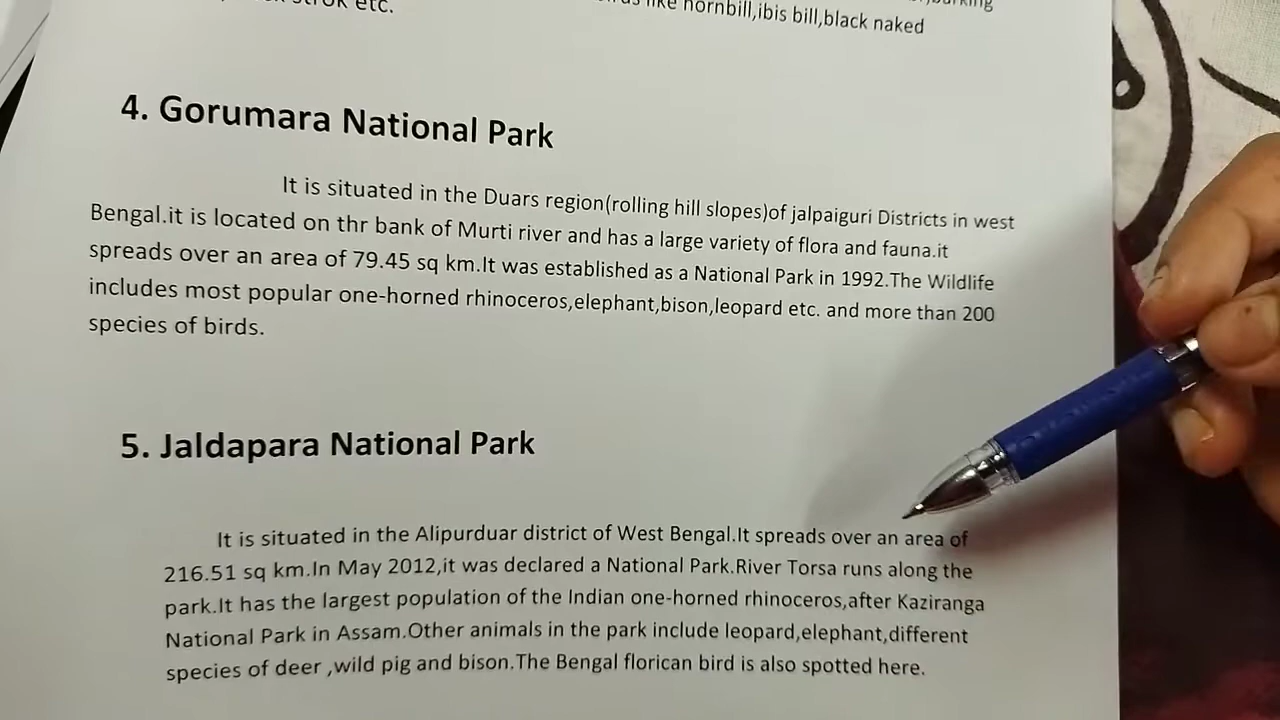 etc.
like hornbill,ibis bill,black naked
4. Gorumara National Park
It is situated in the Duars region(rolling hill slopes)of jalpaiguri Districts in west
Bengal.it is located on thr bank of Murti river and has a large variety of flora and fauna.it
spreads over an area of 79.45 sq km.It was established as a National Park in 1992.The Wildlife
includes most popular one-horned rhinoceros,elephant,bison,leopard etc. and more than 200
species of birds.
5. Jaldapara National Park
It is situated in the Alipurduar district of West Bengal.It spreads over an area of
216.51 sq km.In May 2012,it was declared a National Park.River Torsa runs along the
park.It has the largest population of the Indian one-horned rhinoceros,after Kaziranga
National Park in Assam.Other animals in the park include leopard,elephant,different
species of deer ,wild pig and bison.The Bengal florican bird is also spotted here.